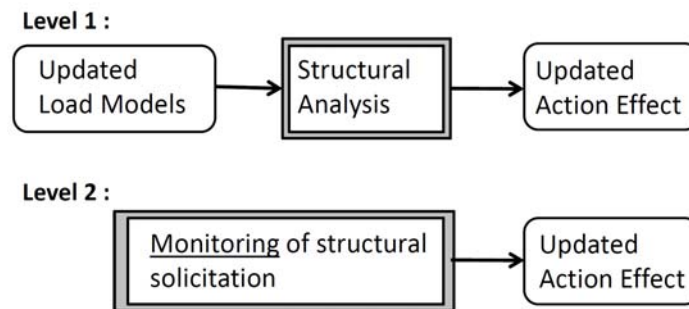 Level 1 :
Updated
Load Models
Structural
Analysis
Updated
Action Effect
Level 2 :
Monitoring of structural
solicitation
Updated
Action Effect